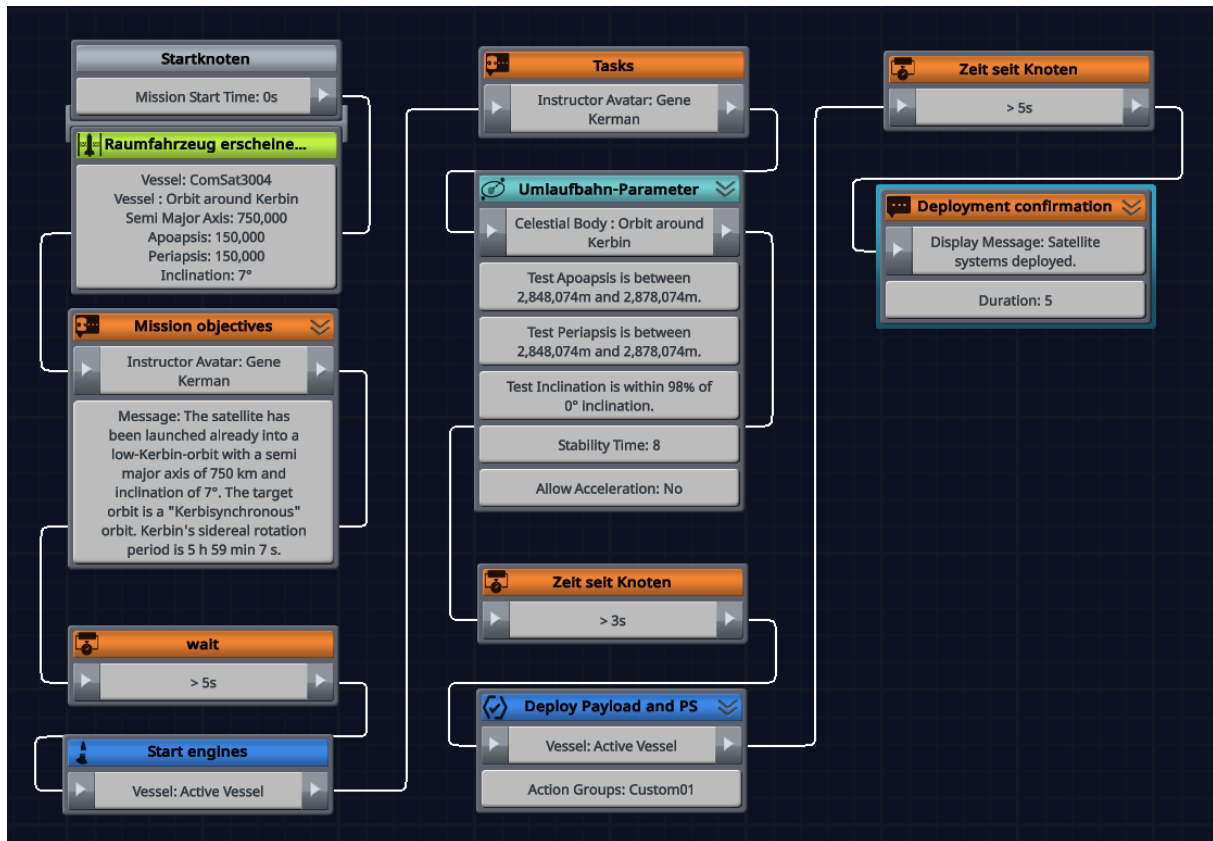 Startknoten
Mission Start Time: 0s
Raumfahrzeug erscheine...
Vessel: ComSat3004
Vessel : Orbit around Kerbin
Semi Major Axis: 750,000
Apoapsis: 150,000
Periapsis: 150,000
Inclination: 7°
Mission objectives
Instructor Avatar: Gene
Kerman
Message: The satellite has
been launched already into a
low-Kerbin-orbit with a semi
major axis of 750 km and
inclination of 7°. The target
orbit is a "Kerbisynchronous"
orbit. Kerbin's sidereal rotation
period is 5 h 59 min 7 s.
wait
> 5s
Start engines
Vessel: Active Vessel
Tasks
Instructor Avatar: Gene
Kerman
Umlaufbahn-Parameter
Celestial Body : Orbit around
Kerbin
Test Apoapsis is between
2,848,074m and 2,878,074m.
Test Periapsis is between
2,848,074m and 2,878,074m.
Test Inclination is within 98% of
0° inclination.
Stability Time: 8
Allow Acceleration: No
Zeit seit Knoten
> 3s
Deploy Payload and PS
Vessel: Active Vessel
Action Groups: Custom01
Zeit seit Knoten
> 5s
Deployment confirmation
Display Message: Satellite
systems deployed.
Duration: 5